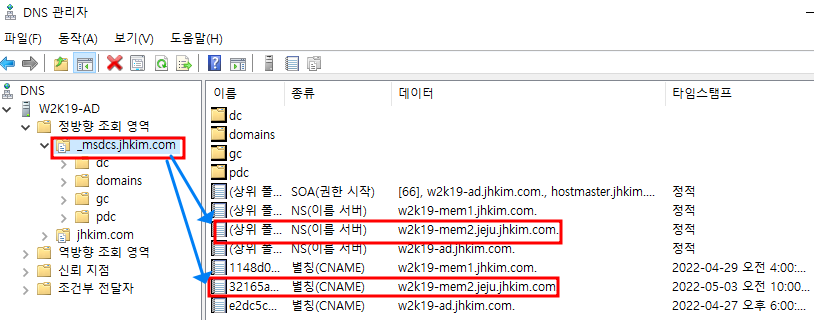 DNS 관리자
파일(F) 동작(A) 보기(V) 도움말(H)
DNS
W2K19-AD
정방향 조회 영역
_msdcs.jhkim.com
dc
domains
gc
pdc
jhkim.com
역방향 조회 영역
신뢰 지점
조건부 전달자
이름 종류 데이터 타임스탬프
dc
domains
gc
pdc
(상위 폴... SOA(권한 시작) [66], w2k19-ad.jhkim.com., hostmaster.jhkim.... 정적
(상위 폴... NS(이름 서버) w2k19-mem1.jhkim.com. 정적
(상위 폴... NS(이름 서버) w2k19-mem2.jeju.jhkim.com. 정적
(상위 폴... NS(이름 서버) w2k19-ad.jhkim.com. 정적
1148d0... 별칭(CNAME) w2k19-mem1.jhkim.com. 2022-04-29 오전 4:00:...
32165a... 별칭(CNAME) w2k19-mem2.jeju.jhkim.com 2022-05-03 오전 10:00...
e2dc5c... 별칭(CNAME) w2k19-ad.jhkim.com. 2022-04-27 오후 6:00:...